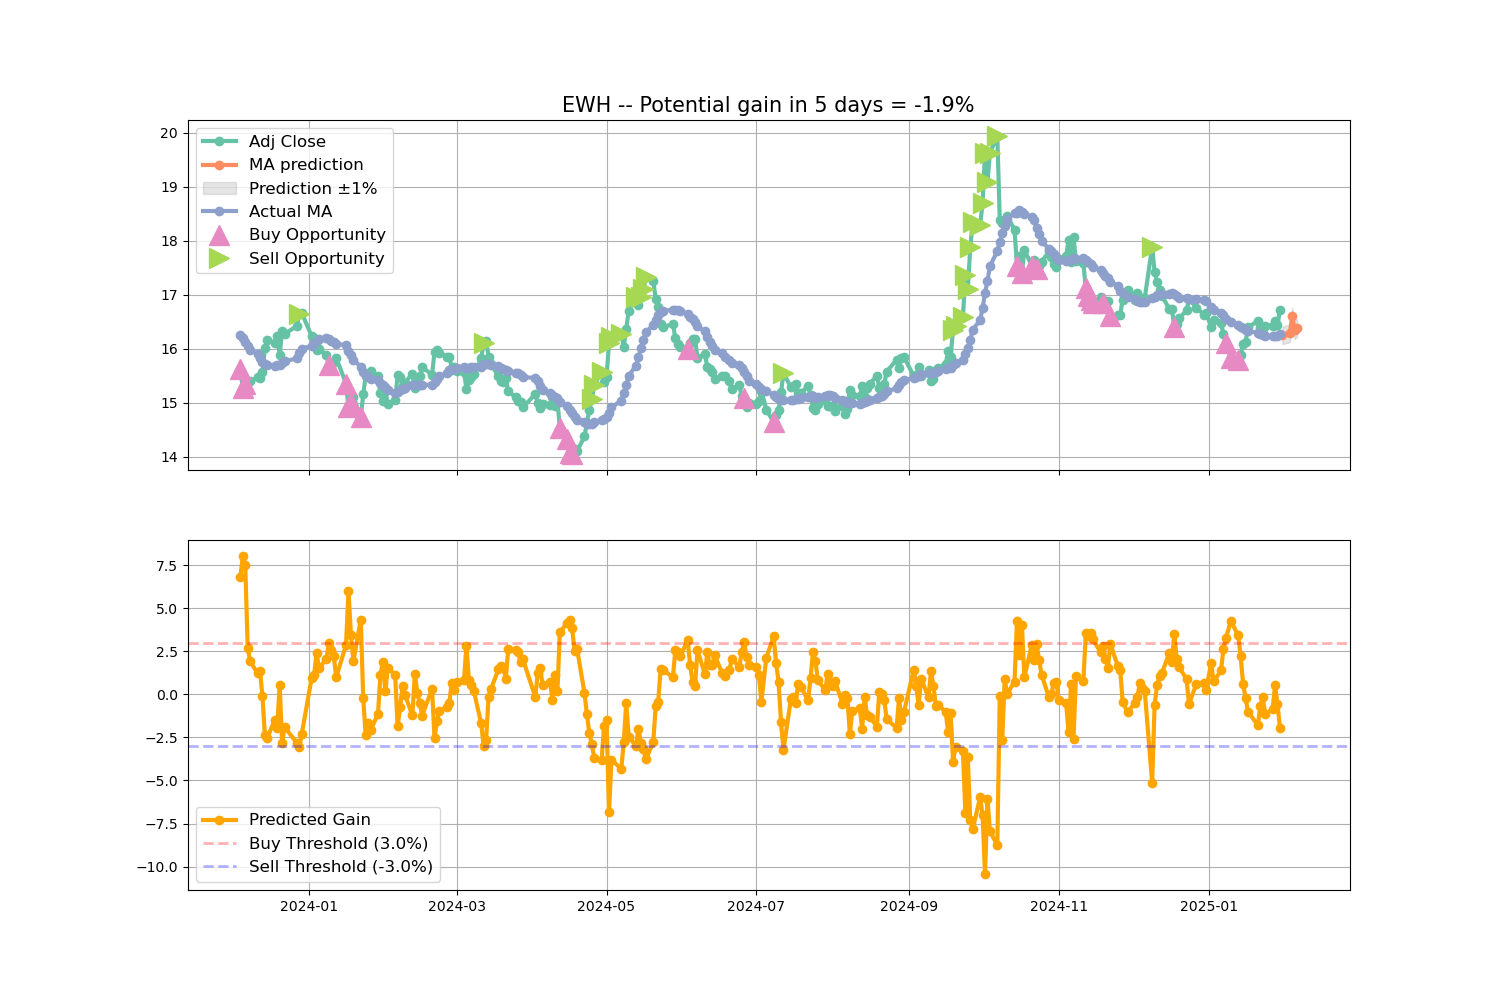 EWH -- Potential gain in 5 days = -1.9%
20
19
18
17
16
15
14
Adj Close
MA prediction
Prediction ±1%
Actual MA
Buy Opportunity
Sell Opportunity
7.5
5.0
2.5
0.0
−2.5
−5.0
−7.5
−10.0
Predicted Gain
Buy Threshold (3.0%)
Sell Threshold (-3.0%)
2024-01
2024-03
2024-05
2024-07
2024-09
2024-11
2025-01